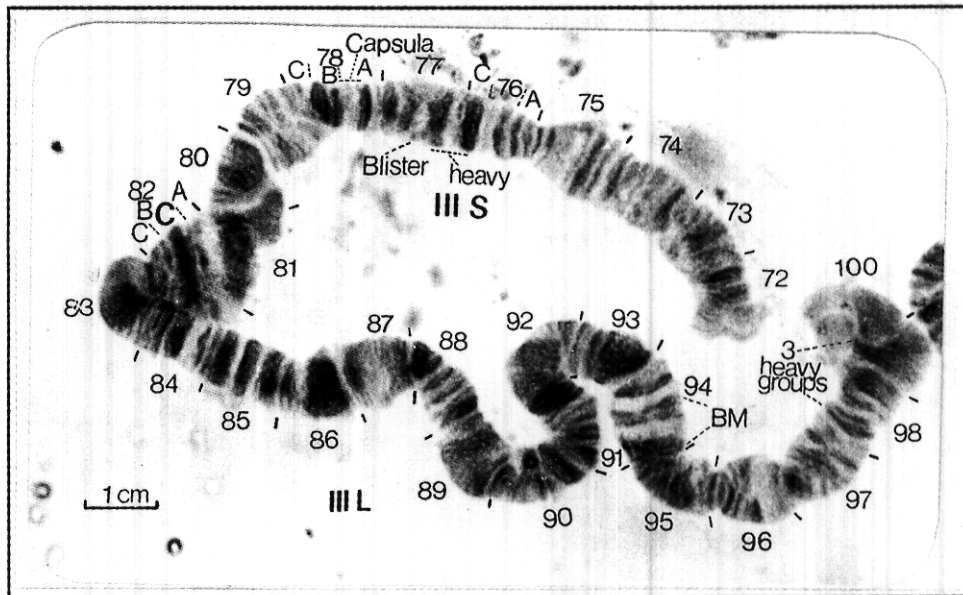 Capsula
78
79 C B A 77 C 76 A 75
74
80
Blister heavy
III S
82 A
B C
C
73
81
72
100
83
87 88
92 93
3
heavy
groups
94
BM
84
85
86
98
91
89
III L
90
95
97
96
1 cm